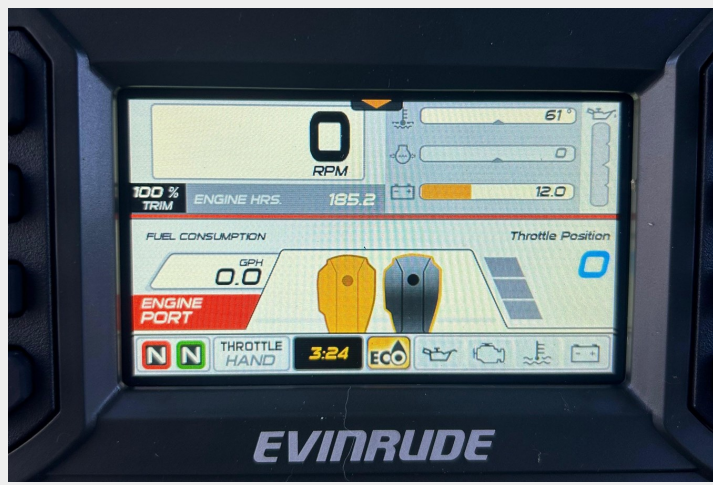 0
RPM
61°
0
12.0
100 %
TRIM
ENGINE HRS. 185.2
FUEL CONSUMPTION
Throttle Position
GPH
0.0
0
ENGINE
PORT
N N
THROTTLE
HAND
3:24
ECO
EVINRUDE